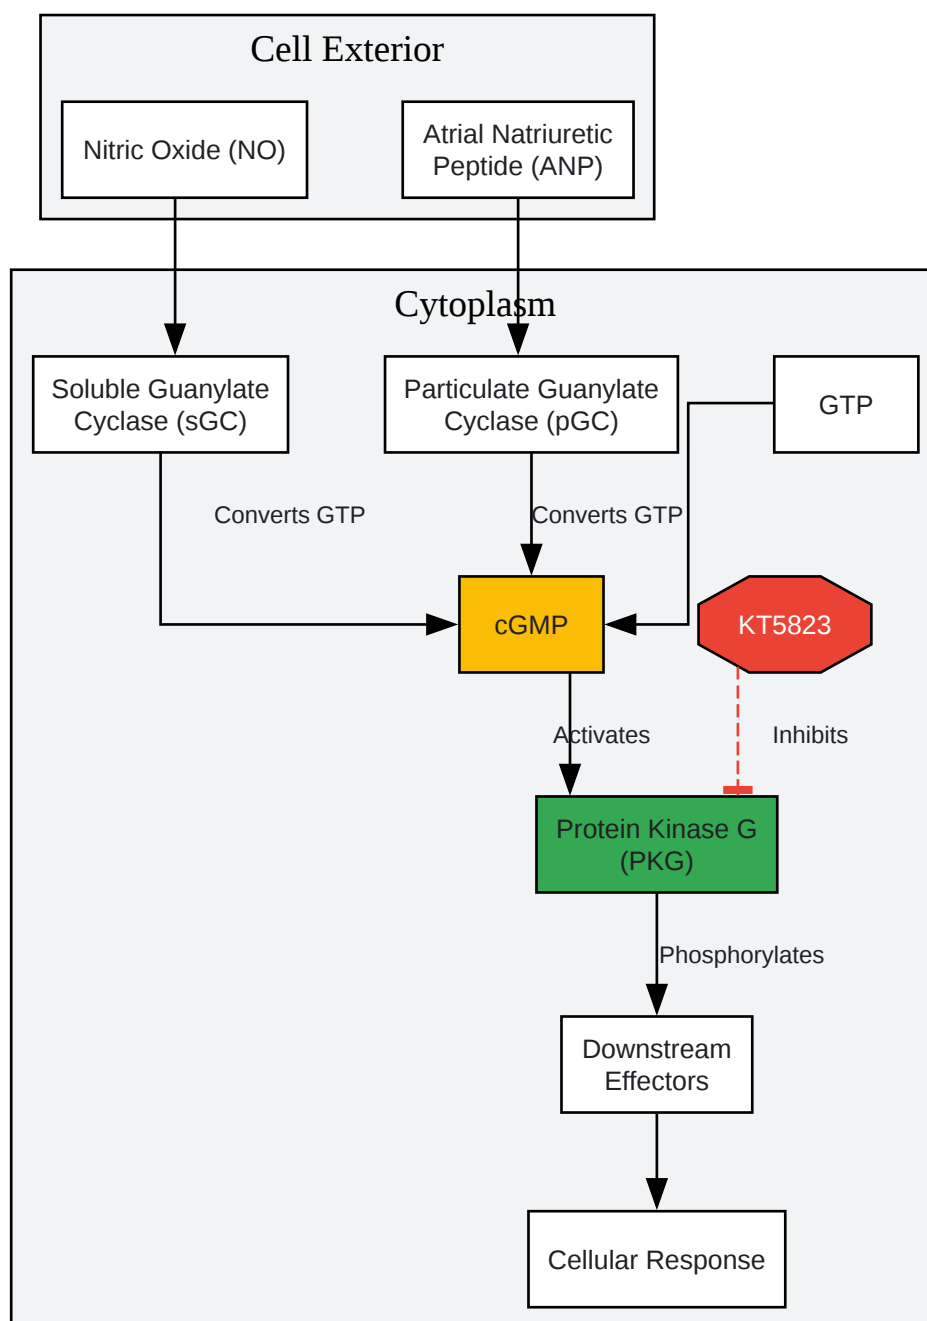 Cell Exterior
Nitric Oxide (NO)
Atrial Natriuretic
Peptide (ANP)
Cytoplasm
Soluble Guanylate
Cyclase (sGC)
Particulate Guanylate
Cyclase (pGC)
GTP
Converts GTP
Converts GTP
cGMP
KT5823
Activates
Inhibits
Protein Kinase G
(PKG)
Phosphorylates
Downstream
Effectors
Cellular Response